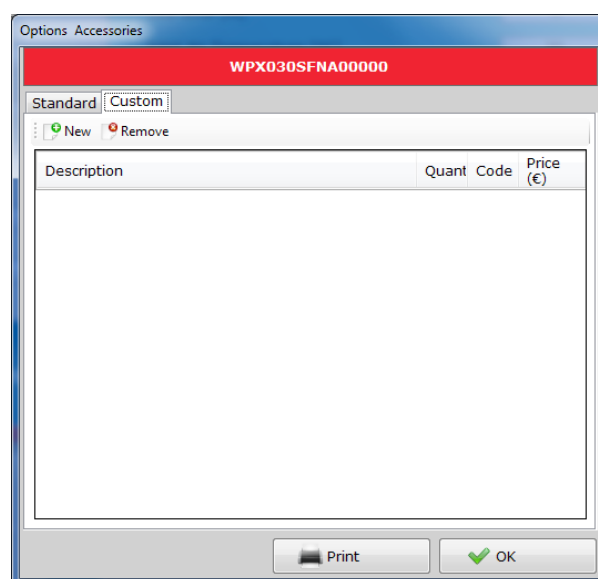 Options Accessories
WPX030SFNA00000
Standard Custom
New Remove
Description Quant Code Price (€)
Print OK